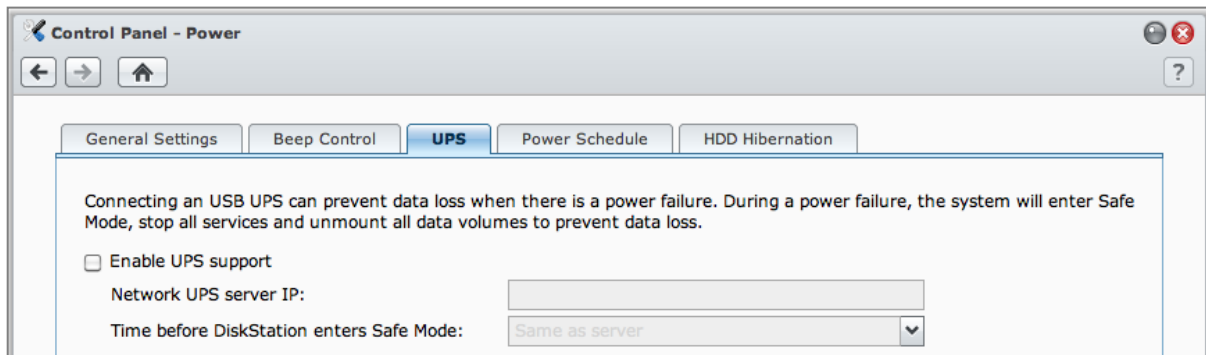 Control Panel - Power
?
General Settings Beep Control UPS Power Schedule HDD Hibernation
Connecting an USB UPS can prevent data loss when there is a power failure. During a power failure, the system will enter Safe
Mode, stop all services and unmount all data volumes to prevent data loss.
Enable UPS support
Network UPS server IP:
Time before DiskStation enters Safe Mode: Same as server